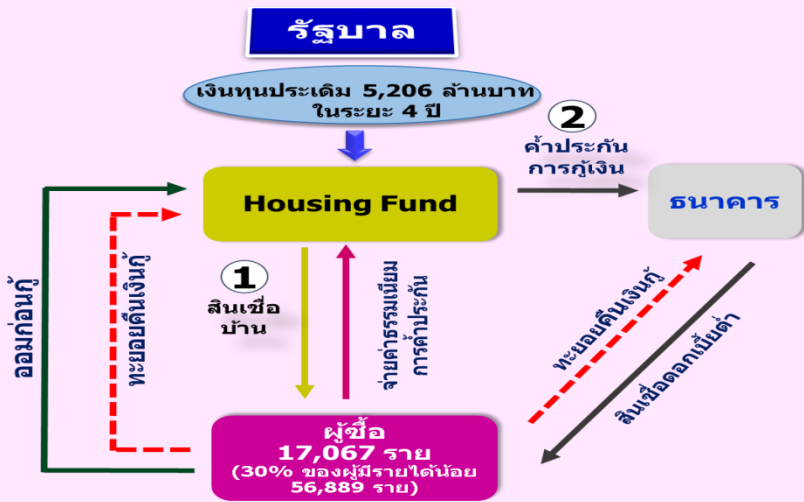 รัฐบาล
เงินทุนประเดิม 5,206 ล้านบาท
ในระยะ 4 ปี
2
ค้ำประกัน
การกู้เงิน
Housing Fund
ธนาคาร
1
สินเชื่อ
บ้าน
จ่ายค่าธรรมเนียม
การค้ำประกัน
ออมก่อนกู้
ทะยอยคืนเงินกู้
ทะยอยคืนเงินกู้
สินเชื่อดอกเบี้ยต่ำ
ผู้ซื้อ
17,067 ราย
(30% ของผู้มีรายได้น้อย
56,889 ราย)